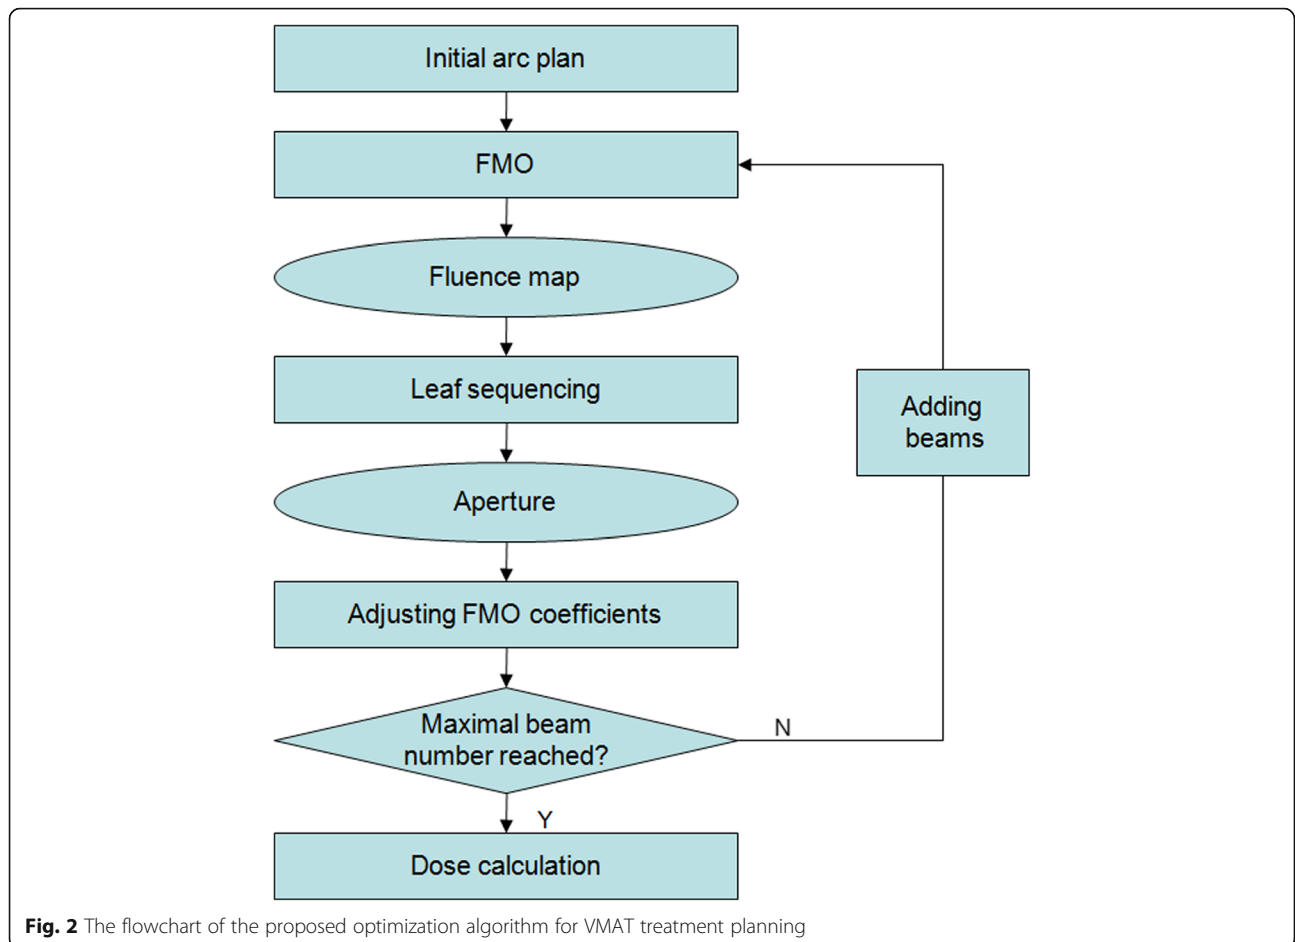 Initial arc plan
FMO
Fluence map
Leaf sequencing
Adding
beams
Aperture
Adjusting FMO coefficients
Maximal beam
number reached?
N
Y
Dose calculation
Fig. 2 The flowchart of the proposed optimization algorithm for VMAT treatment planning